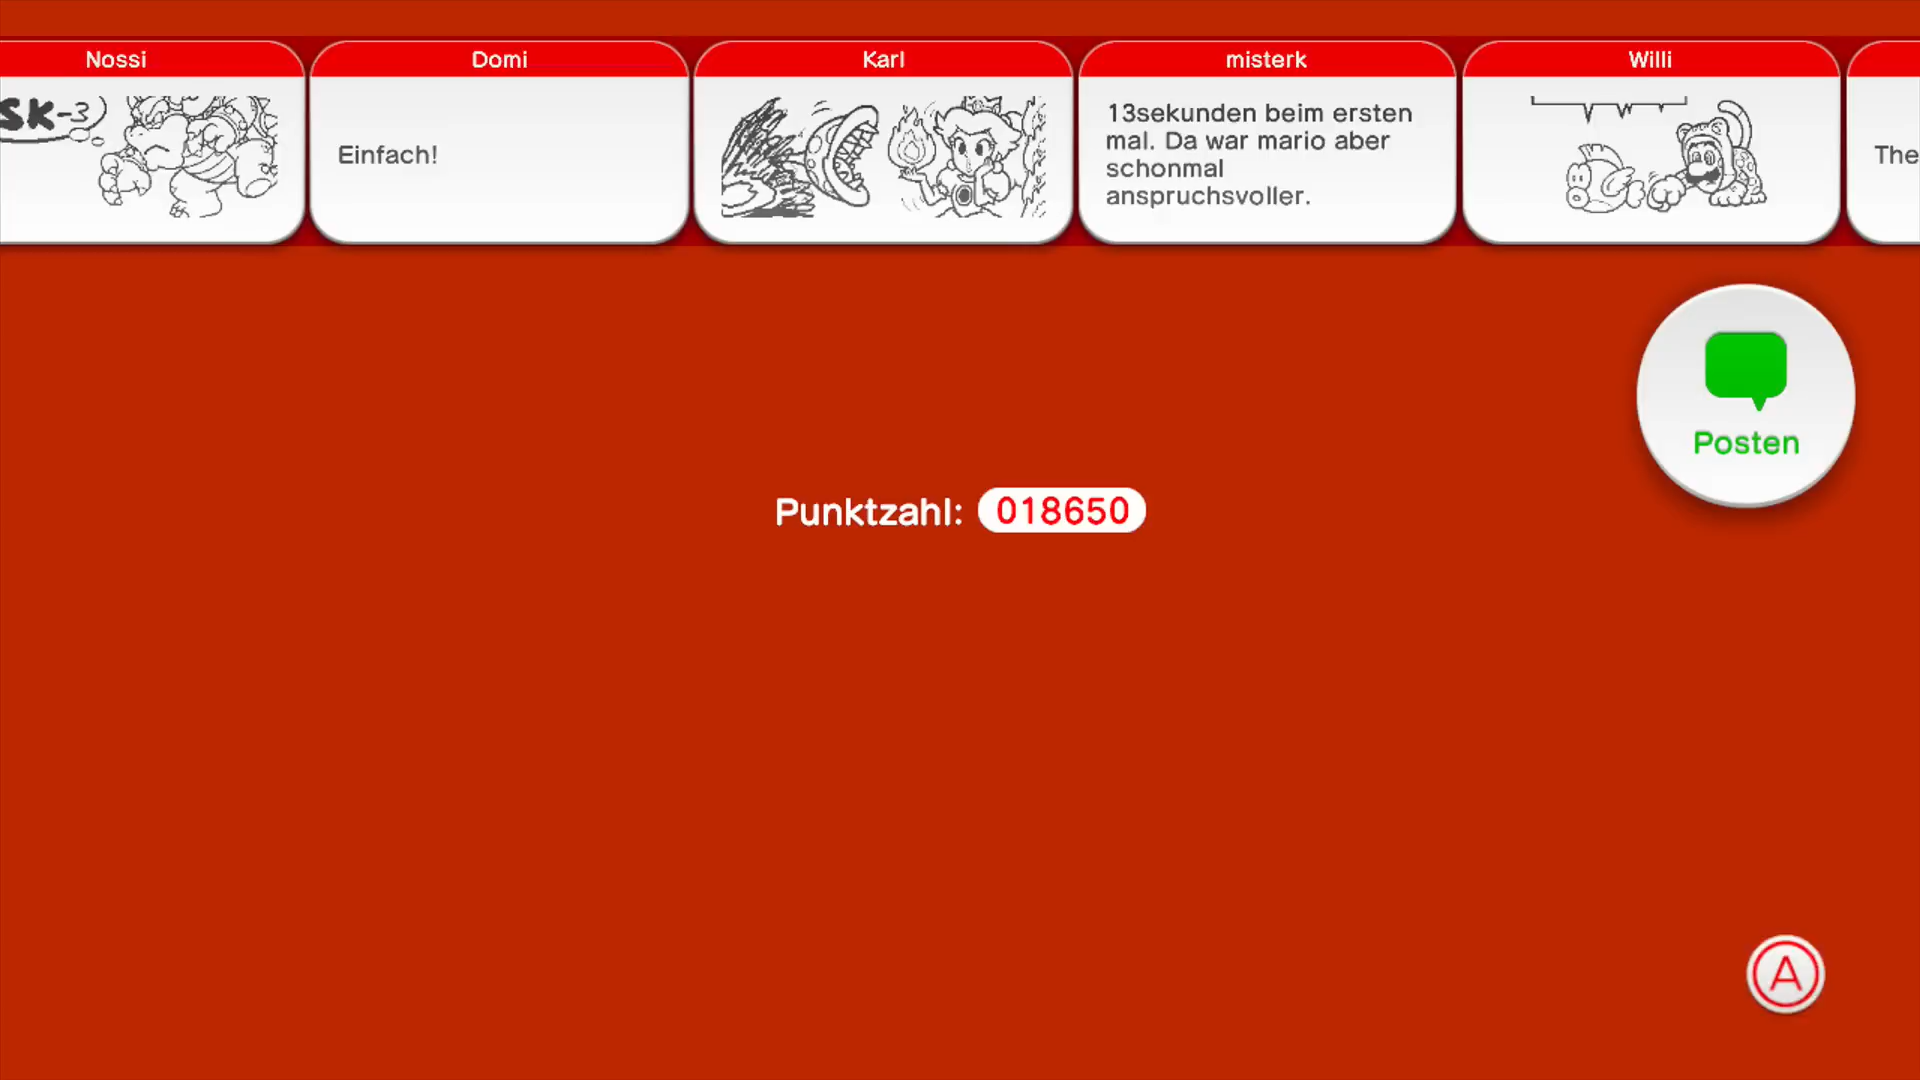 Nossi
Domi
Karl
misterk
Willi
SK-3
Einfach!
13sekunden beim ersten
mal. Da war mario aber
schonmal
anspruchsvoller.
The
Posten
Punktzahl: 018650
A